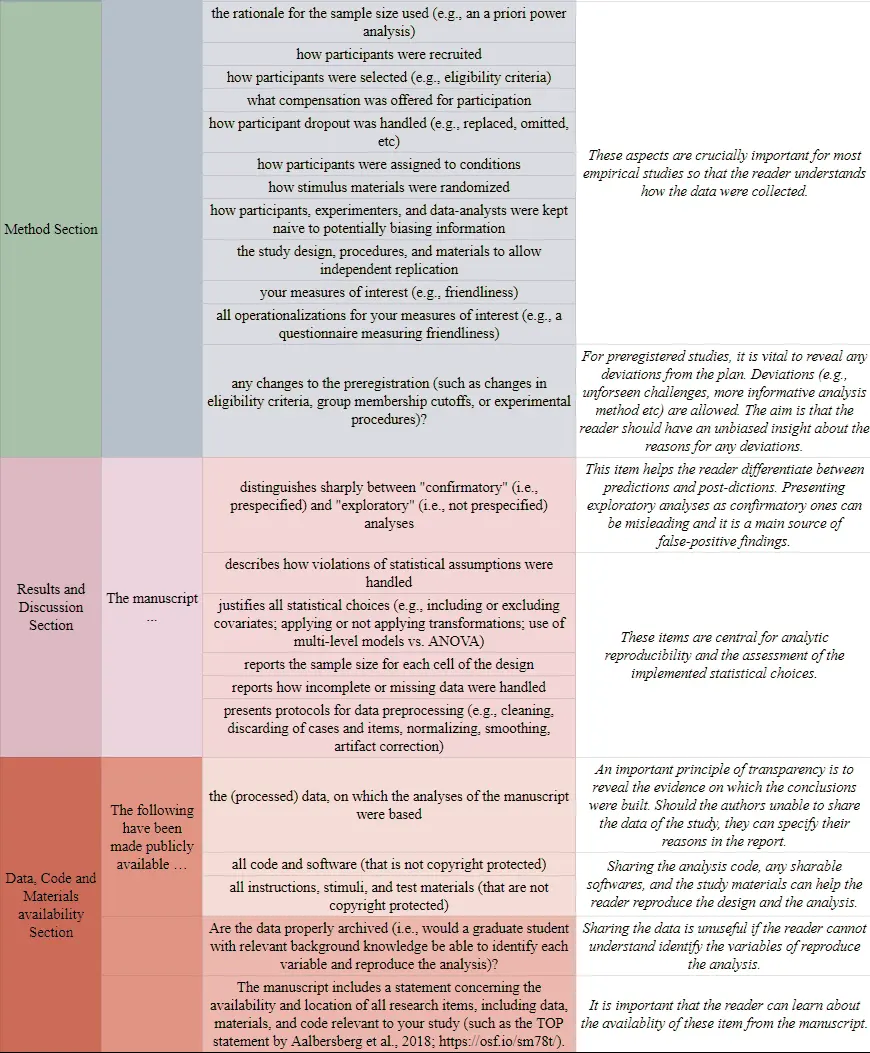 the rationale for the sample size used (e.g., an a priori power
analysis)
how participants were recruited
how participants were selected (e.g., eligibility criteria)
what compensation was offered for participation
how participant dropout was handled (e.g., replaced, omitted,
etc)
how participants were assigned to conditions
how stimulus materials were randomized
how participants, experimenters, and data-analysts were kept
naive to potentially biasing information
the study design, procedures, and materials to allow
independent replication
your measures of interest (e.g., friendliness)
all operationalizations for your measures of interest (e.g., a
questionnaire measuring friendliness)
These aspects are crucially important for most
empirical studies so that the reader understands
how the data were collected.
Method Section
any changes to the preregistration (such as changes in
eligibility criteria, group membership cutoffs, or experimental
procedures)?
For preregistered studies, it is vital to reveal any
deviations from the plan. Deviations (e.g.,
unforseen challenges, more informative analysis
method etc) are allowed. The aim is that the
reader should have an unbiased insight about the
reasons for any deviations.
Results and
Discussion
Section
The manuscript
...
distinguishes sharply between "confirmatory" (i.e.,
prespecified) and "exploratory" (i.e., not prespecified)
analyses
This item helps the reader differentiate between
predictions and post-dictions. Presenting
exploratory analyses as confirmatory ones can
be misleading and it is a main source of
false-positive findings.
describes how violations of statistical assumptions were
handled
justifies all statistical choices (e.g., including or excluding
covariates; applying or not applying transformations; use of
multi-level models vs. ANOVA)
reports the sample size for each cell of the design
reports how incomplete or missing data were handled
presents protocols for data preprocessing (e.g., cleaning,
discarding of cases and items, normalizing, smoothing,
artifact correction)
These items are central for analytic
reproducibility and the assessment of the
implemented statistical choices.
Data, Code and
Materials
availability
Section
The following
have been
made publicly
available …
the (processed) data, on which the analyses of the manuscript
were based
An important principle of transparency is to
reveal the evidence on which the conclusions
were built. Should the authors unable to share
the data of the study, they can specify their
reasons in the report.
all code and software (that is not copyright protected)
all instructions, stimuli, and test materials (that are not
copyright protected)
Sharing the analysis code, any sharable
softwares, and the study materials can help the
reader reproduce the design and the analysis.
Are the data properly archived (i.e., would a graduate student
with relevant background knowledge be able to identify each
variable and reproduce the analysis)?
Sharing the data is unuseful if the reader cannot
understand identify the variables of reproduce
the analysis.
The manuscript includes a statement concerning the
availability and location of all research items, including data,
materials, and code relevant to your study (such as the TOP
statement by Aalbersberg et al., 2018; https://osf.io/sm78t/).
It is important that the reader can learn about
the availablity of these item from the manuscript.